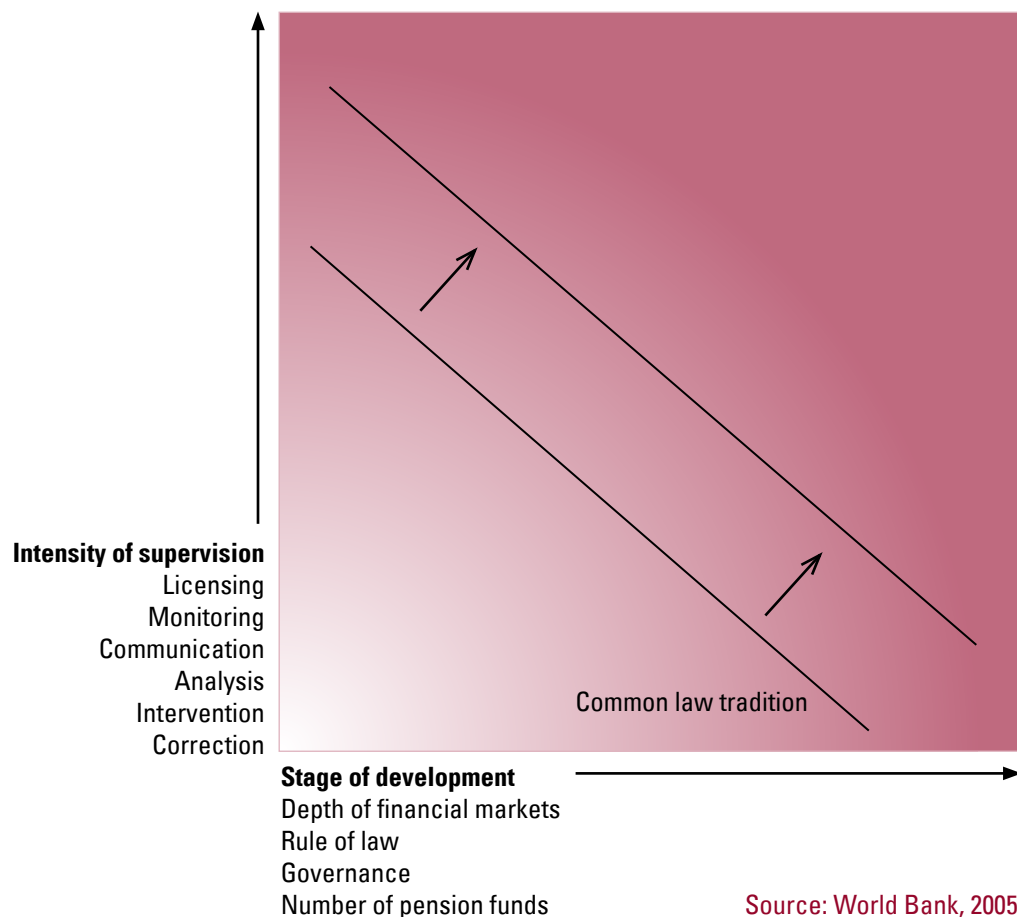 Intensity of supervision
Licensing
Monitoring
Communication
Analysis
Intervention
Correction
Common law tradition
Stage of development
Depth of financial markets
Rule of law
Governance
Number of pension funds
Source: World Bank, 2005